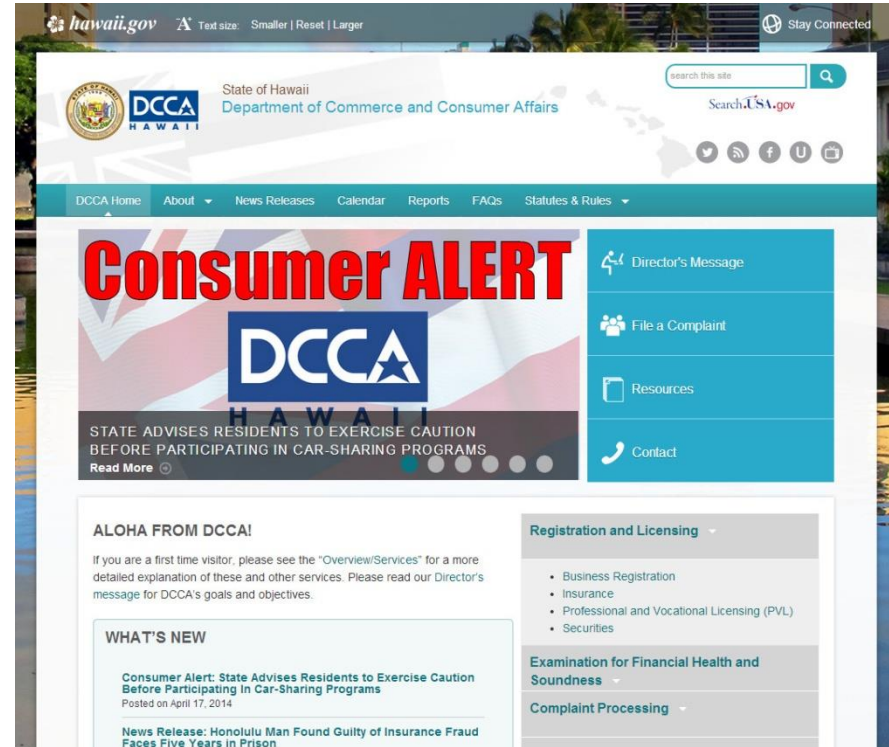 hawaii.gov A Text size: Smaller | Reset | Larger Stay Connected
State of Hawaii
Department of Commerce and Consumer Affairs
DCCA
HAWAII
search this site
Search.USA.gov
DCCA Home About News Releases Calendar Reports FAQs Statutes & Rules
Consumer ALERT
DCCA
HAWAII
STATE ADVISES RESIDENTS TO EXERCISE CAUTION
BEFORE PARTICIPATING IN CAR-SHARING PROGRAMS
Read More
Director's Message
File a Complaint
Resources
Contact
ALOHA FROM DCCA!
If you are a first time visitor, please see the "Overview/Services" for a more
detailed explanation of these and other services. Please read our Director's
message for DCCA's goals and objectives.
WHAT'S NEW
Consumer Alert: State Advises Residents to Exercise Caution
Before Participating In Car-Sharing Programs
Posted on April 17, 2014
News Release: Honolulu Man Found Guilty of Insurance Fraud
Faces Five Years in Prison
Registration and Licensing
Business Registration
Insurance
Professional and Vocational Licensing (PVL)
Securities
Examination for Financial Health and
Soundness
Complaint Processing